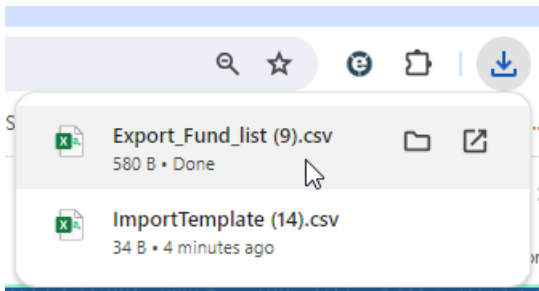 Export_Fund_list (9).csv
580 B • Done
ImportTemplate (14).csv
34 B • 4 minutes ago